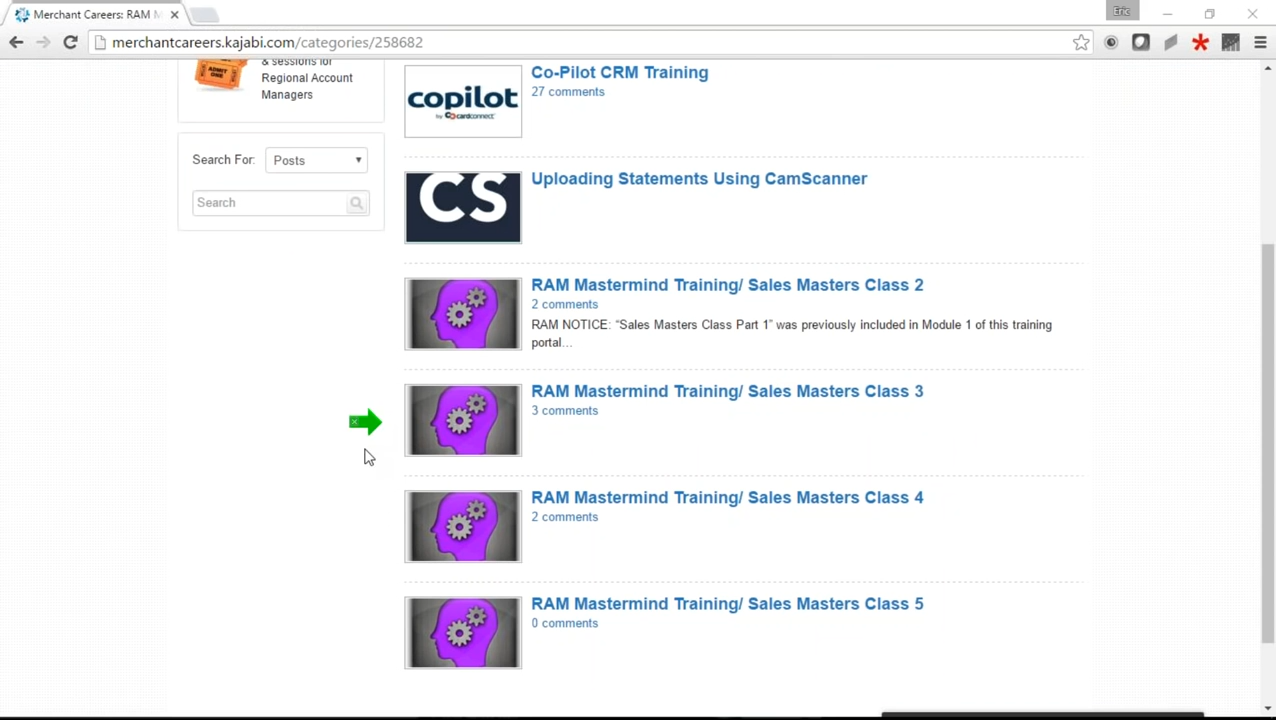 Merchant Careers: RAM M
Eric
merchantcareers.kajabi.com/categories/258682
ADMIT
ONE
& sessions for
Regional Account
Managers
Search For:
Posts
Search
copilot
by cardconnect
Co-Pilot CRM Training
27 comments
CS
Uploading Statements Using CamScanner
RAM Mastermind Training/ Sales Masters Class 2
2 comments
RAM NOTICE: “Sales Masters Class Part 1” was previously included in Module 1 of this training
portal…
RAM Mastermind Training/ Sales Masters Class 3
3 comments
RAM Mastermind Training/ Sales Masters Class 4
2 comments
RAM Mastermind Training/ Sales Masters Class 5
0 comments